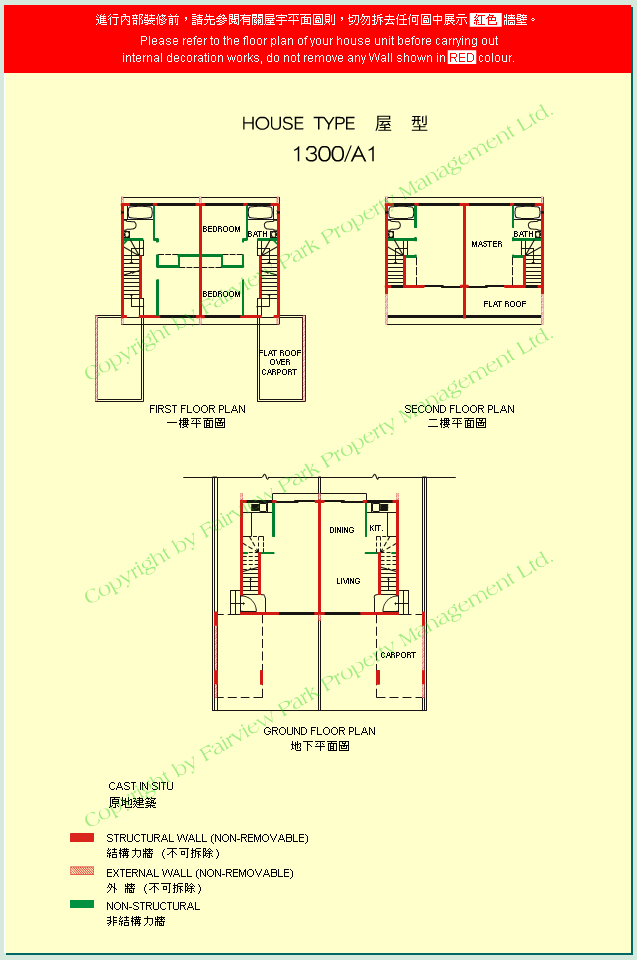 進行內部裝修前，請先參閱有關屋宇平面圖則，切勿拆去任何圖中展示 紅色 牆壁。
Please refer to the floor plan of your house unit before carrying out
internal decoration works, do not remove any Wall shown in RED colour.
HOUSE TYPE 屋 型
1300/A1
BEDROOM
BATH
BEDROOM
FLAT ROOF
OVER
CARPORT
FIRST FLOOR PLAN
一樓平面圖
MASTER
BATH
FLAT ROOF
SECOND FLOOR PLAN
二樓平面圖
DINING
KIT.
LIVING
CARPORT
GROUND FLOOR PLAN
地下平面圖
CAST IN SITU
原地建築
STRUCTURAL WALL (NON-REMOVABLE)
結構力牆 (不可拆除)
EXTERNAL WALL (NON-REMOVABLE)
外 牆 (不可拆除)
NON-STRUCTURAL
非結構力牆
Copyright by Fairview Park Property Management Ltd.
Copyright by Fairview Park Property Management Ltd.
Copyright by Fairview Park Property Management Ltd.